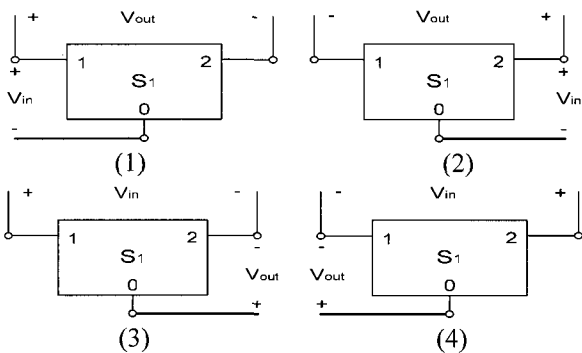 + Vout -
- Vout +
+
1 2
S1
0
Vin
-
(1)
+
1 2
S1
0
Vin
-
(2)
+ Vin -
- Vin +
1 2
S1
0
-
Vout
+
(3)
1 2
S1
0
-
Vout
+
(4)